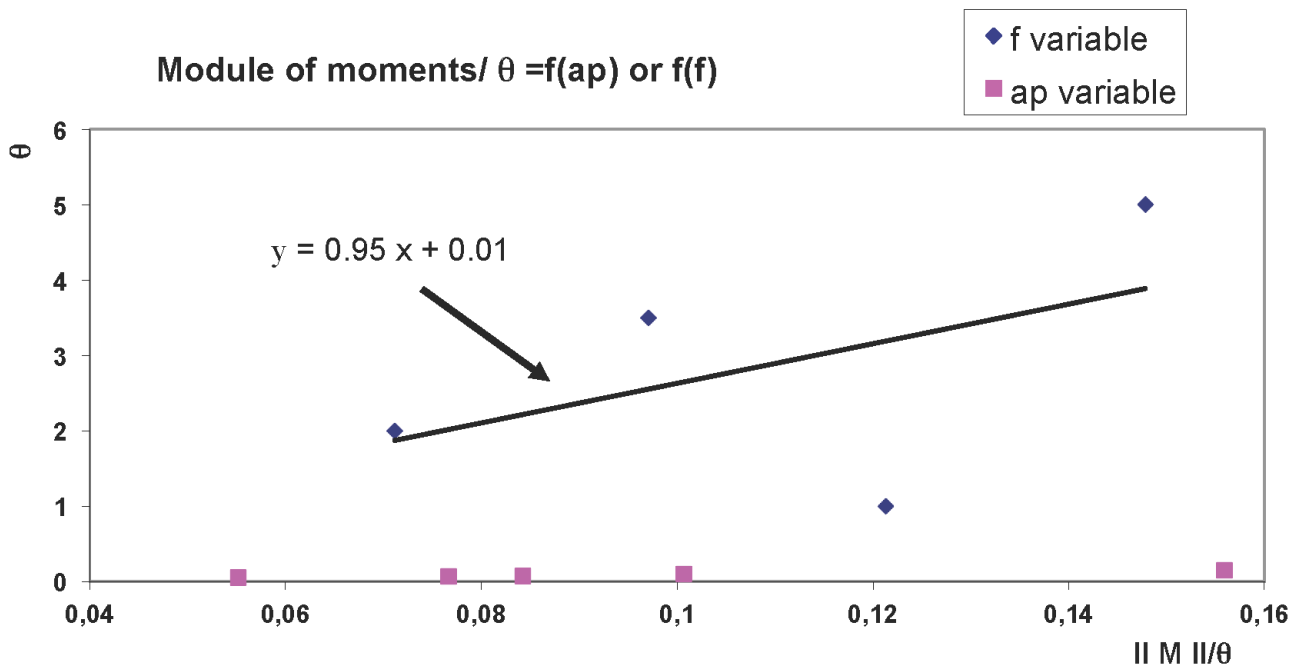 Module of moments/ θ =f(ap) or f(f)
f variable
ap variable
θ
6
5
4
3
2
1
0
y = 0.95 x + 0.01
0,04
0,06
0,08
0,1
0,12
0,14
0,16
II M II/θ